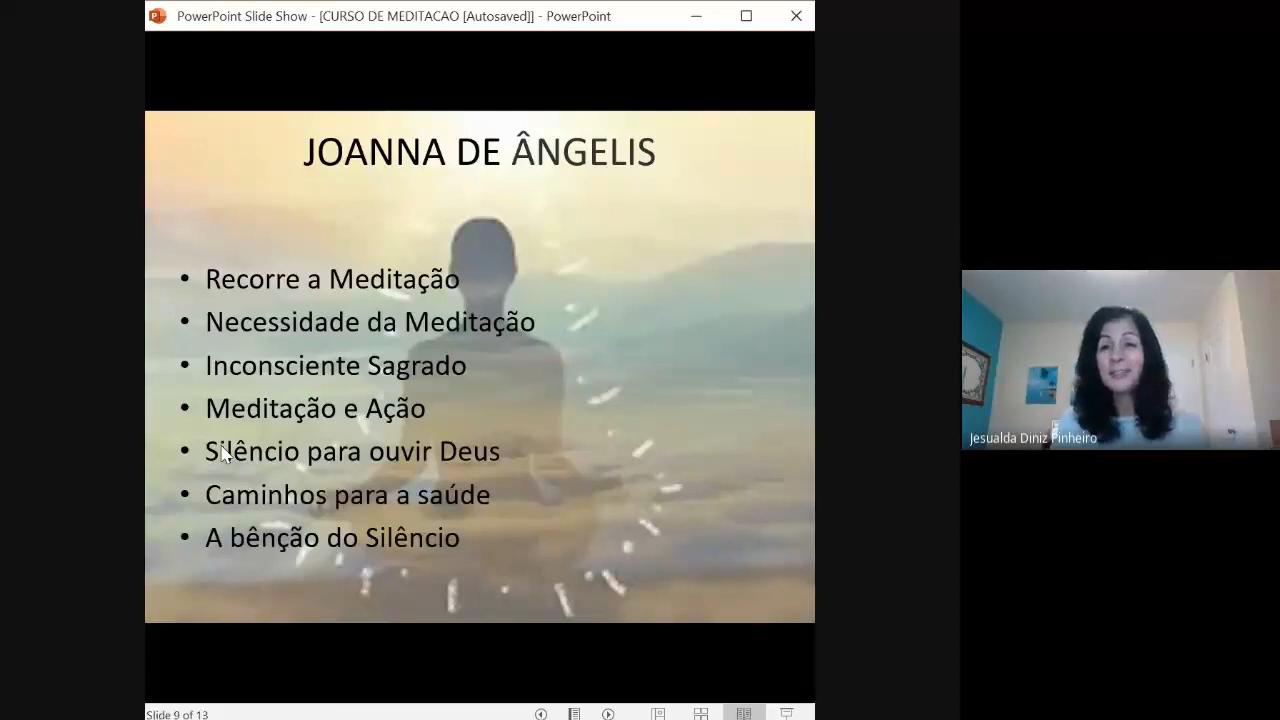 PowerPoint Slide Show - [CURSO DE MEDITACAO [Autosaved]] - PowerPoint
JOANNA DE ÂNGELIS
• Recorre a Meditação
• Necessidade da Meditação
• Inconsciente Sagrado
• Meditação e Ação
• Silêncio para ouvir Deus
• Caminhos para a saúde
• A bênção do Silêncio
Jesualda Diniz Pinheiro
Slide 9 of 13